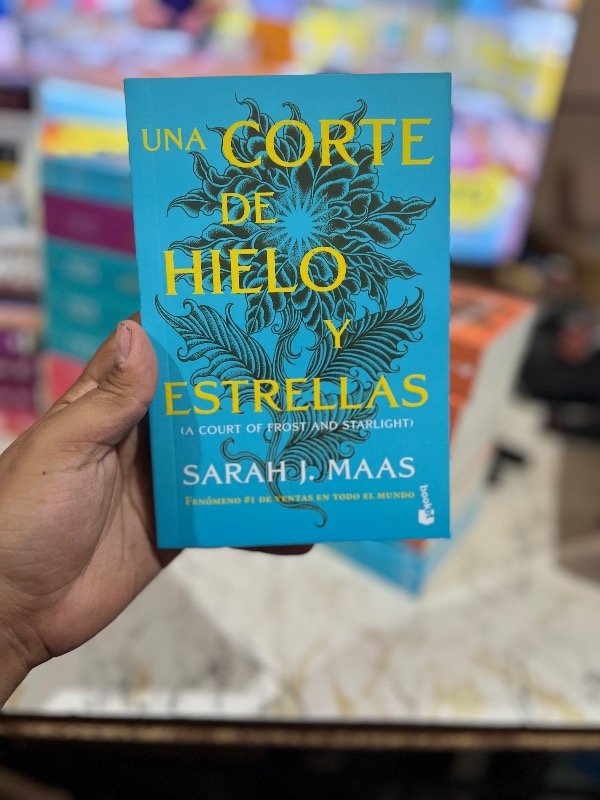 UNA CORTE
DE
HIELO
Y
ESTRELLAS
(A COURT OF FROST AND STARLIGHT)
SARAH J. MAAS
FENÓMENO #1 DE VENTAS EN TODO EL MUNDO
booket